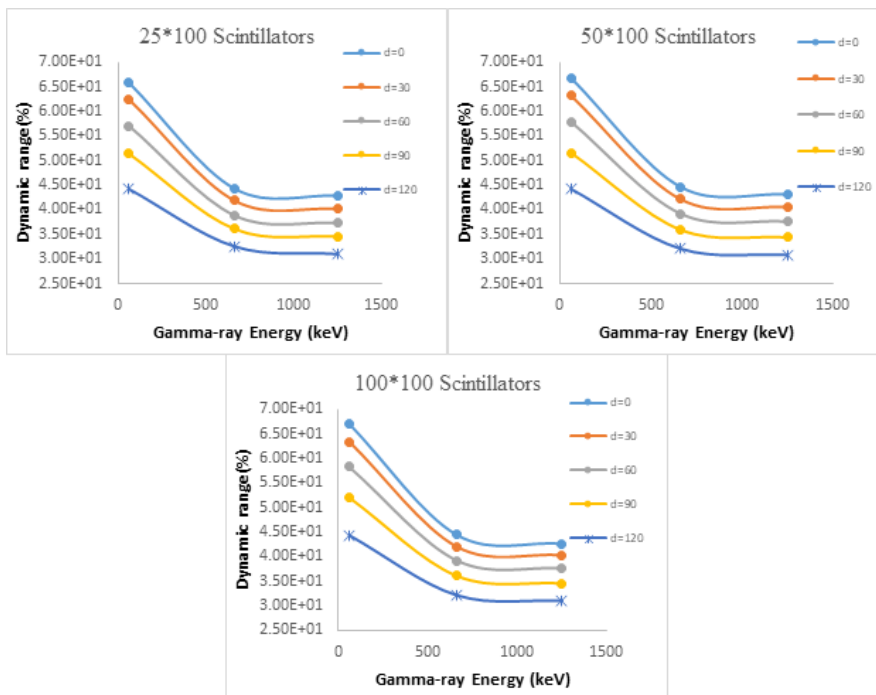 25*100 Scintillators
Dynamic range(%)
7.00E+01
6.50E+01
6.00E+01
5.50E+01
5.00E+01
4.50E+01
4.00E+01
3.50E+01
3.00E+01
2.50E+01
0 500 1000 1500
Gamma-ray Energy (keV)
d=0
d=30
d=60
d=90
d=120
50*100 Scintillators
Dynamic range(%)
7.00E+01
6.50E+01
6.00E+01
5.50E+01
5.00E+01
4.50E+01
4.00E+01
3.50E+01
3.00E+01
2.50E+01
0 500 1000 1500
Gamma-ray Energy (keV)
d=0
d=30
d=60
d=90
d=120
100*100 Scintillators
Dynamic range(%)
7.00E+01
6.50E+01
6.00E+01
5.50E+01
5.00E+01
4.50E+01
4.00E+01
3.50E+01
3.00E+01
2.50E+01
0 500 1000 1500
Gamma-ray Energy (keV)
d=0
d=30
d=60
d=90
d=120